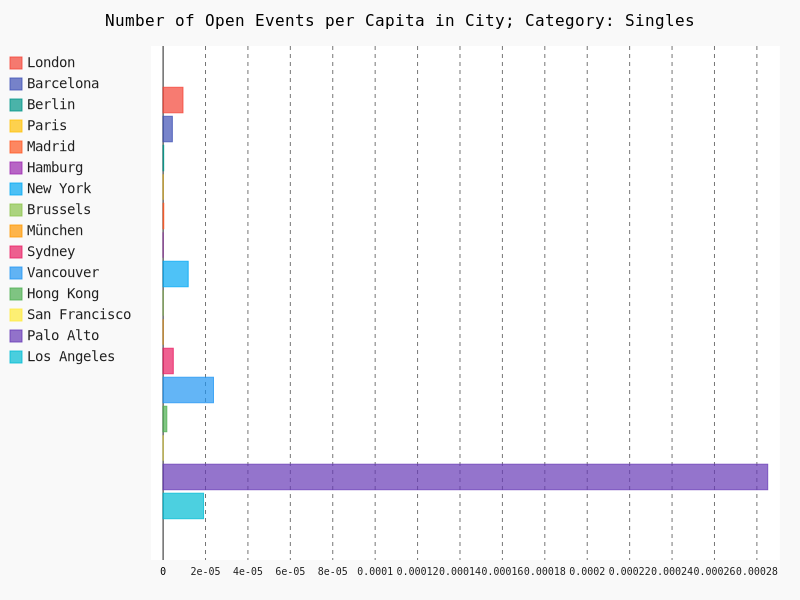 Number of Open Events per Capita in City; Category: Singles
London
Barcelona
Berlin
Paris
Madrid
Hamburg
New York
Brussels
München
Sydney
Vancouver
Hong Kong
San Francisco
Palo Alto
Los Angeles
0 2e-05 4e-05 6e-05 8e-05 0.0001 0.00012 0.00014 0.00016 0.00018 0.0002 0.00022 0.00024 0.00026 0.00028